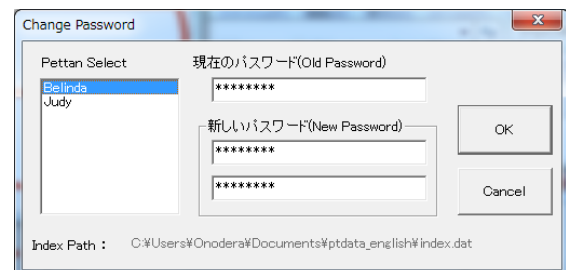 Change Password
Pettan Select
Belinda
Judy
現在のパスワード(Old Password)
********
新しいパスワード(New Password)
********
********
OK
Cancel
Index Path： C:¥Users¥Onodera¥Documents¥ptdata_english¥index.dat